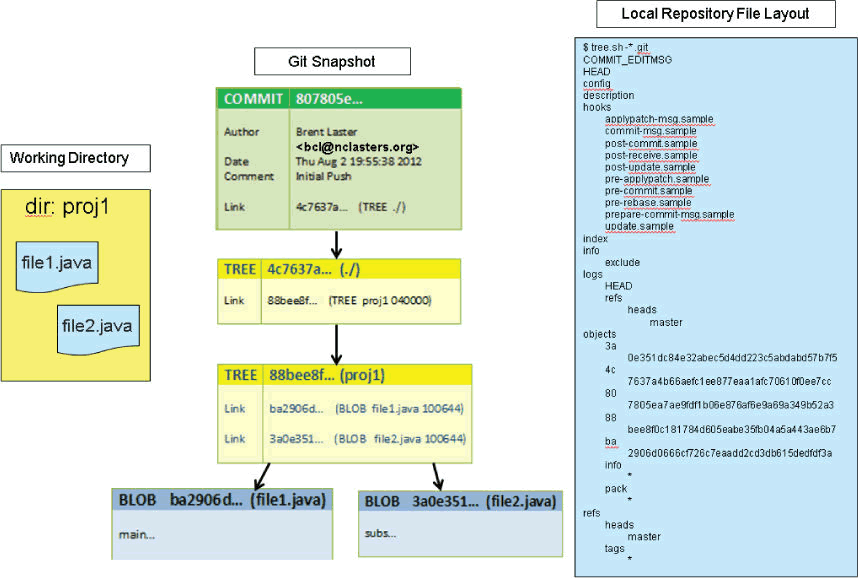 Working Directory
dir: proj1
file1.java
file2.java
Git Snapshot
COMMIT 807805e...
Author Brent Laster
<bcl@nclasters.org>
Date Thu Aug 2 19:55:38 2012
Comment Initial Push
Link 4c7637a... (TREE ./)
TREE 4c7637a... (./)
Link 88bee8f... (TREE proj1 040000)
TREE 88bee8f... (proj1)
Link ba2906d... (BLOB file1.java 100644)
Link 3a0e351... (BLOB file2.java 100644)
BLOB ba2906d... (file1.java)
main...
BLOB 3a0e351... (file2.java)
subs...
Local Repository File Layout
$ tree.sh -* .git
COMMIT_EDITMSG
HEAD
config
description
hooks
applypatch-msg.sample
commit-msg.sample
post-commit.sample
post-receive.sample
post-update.sample
pre-applypatch.sample
pre-commit.sample
pre-rebase.sample
prepare-commit-msg.sample
update.sample
index
info
exclude
logs
HEAD
refs
heads
master
objects
3a
0e351dc84e32abec5d4dd223c5abdabd57b7f5
4c
7637a4b66aefc1ee877eaa1afc70610f0ee7cc
80
7805ea7ae9fdf1b06e876af6e9a69a349b52a3
88
bee8f0c181784d605eabe35fb04a5a443ae6b7
ba
2906d0666cf726c7eaadd2cd3db615dedfdf3a
info
*
pack
*
refs
heads
master
tags
*